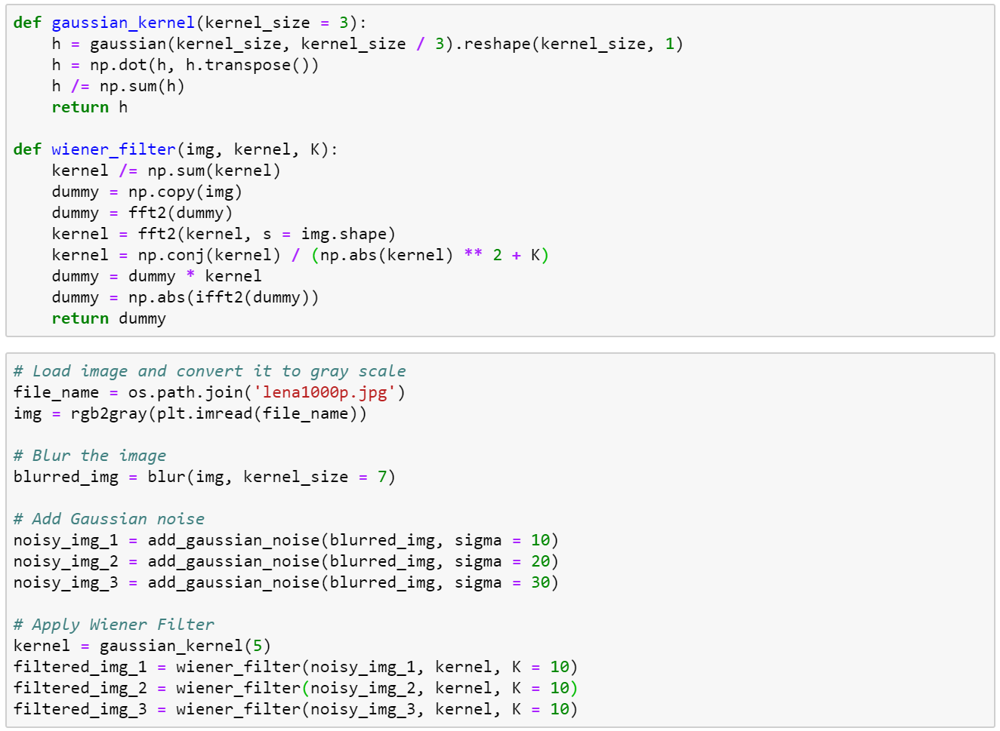 def gaussian_kernel(kernel_size = 3):
    h = gaussian(kernel_size, kernel_size / 3).reshape(kernel_size, 1)
    h = np.dot(h, h.transpose())
    h /= np.sum(h)
    return h

def wiener_filter(img, kernel, K):
    kernel /= np.sum(kernel)
    dummy = np.copy(img)
    dummy = fft2(dummy)
    kernel = fft2(kernel, s = img.shape)
    kernel = np.conj(kernel) / (np.abs(kernel) ** 2 + K)
    dummy = dummy * kernel
    dummy = np.abs(ifft2(dummy))
    return dummy

# Load image and convert it to gray scale
file_name = os.path.join('lena1000p.jpg')
img = rgb2gray(plt.imread(file_name))

# Blur the image
blurred_img = blur(img, kernel_size = 7)

# Add Gaussian noise
noisy_img_1 = add_gaussian_noise(blurred_img, sigma = 10)
noisy_img_2 = add_gaussian_noise(blurred_img, sigma = 20)
noisy_img_3 = add_gaussian_noise(blurred_img, sigma = 30)

# Apply Wiener Filter
kernel = gaussian_kernel(5)
filtered_img_1 = wiener_filter(noisy_img_1, kernel, K = 10)
filtered_img_2 = wiener_filter(noisy_img_2, kernel, K = 10)
filtered_img_3 = wiener_filter(noisy_img_3, kernel, K = 10)